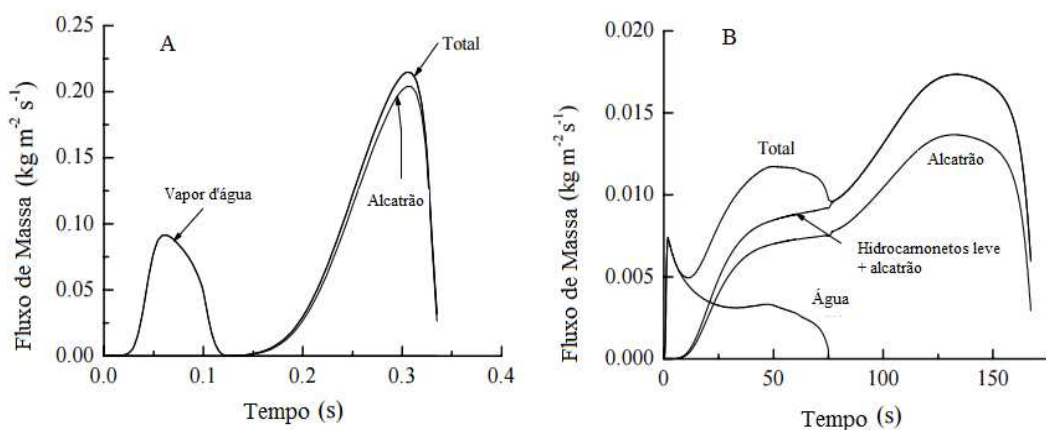 A
Total
Vapor d'água
Alcatrão
Fluxo de Massa (kg m⁻² s⁻¹)
0.25
0.20
0.15
0.10
0.05
0.00
0.0 0.1 0.2 0.3 0.4
Tempo (s)
B
Total
Alcatrão
Hidrocamonetos leve
+ alcatrão
Água
Fluxo de Massa (kg m⁻² s⁻¹)
0.020
0.015
0.010
0.005
0.000
0 50 100 150
Tempo (s)